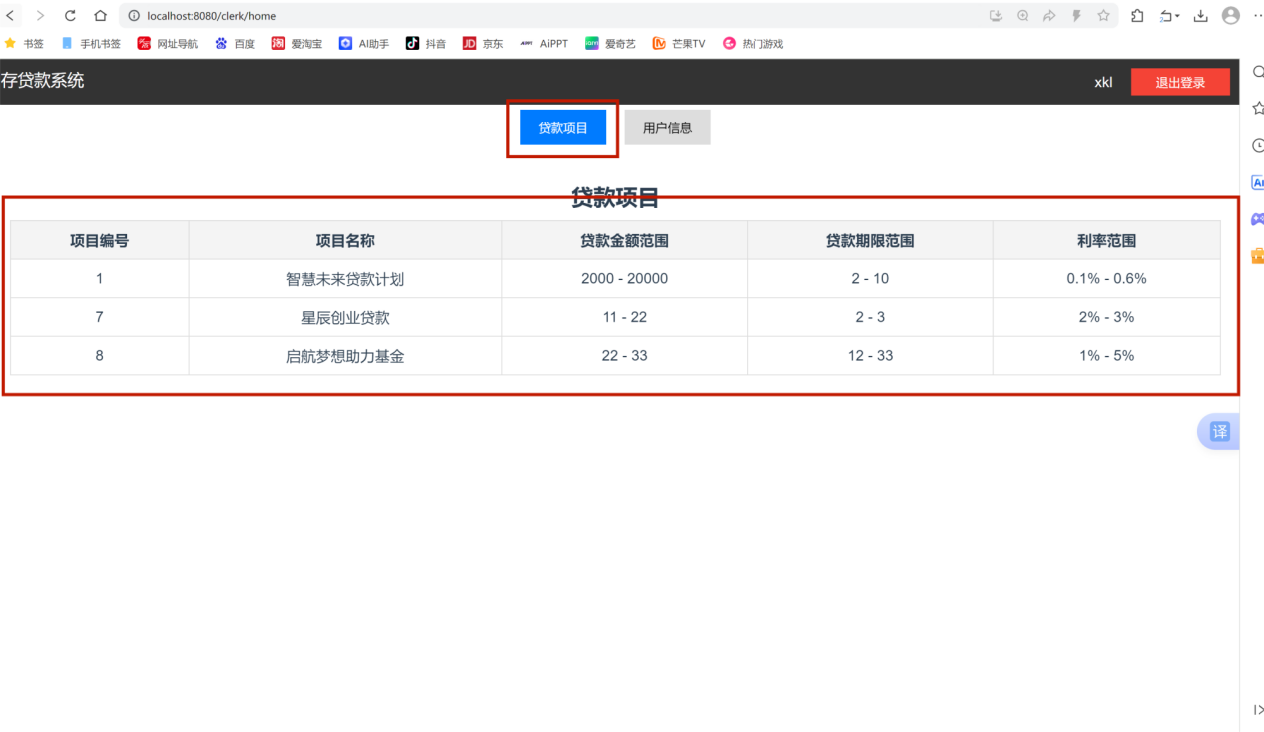 localhost:8080/clerk/home
书签 手机书签 网址导航 百度 爱淘宝 AI助手 抖音 JD 京东 AiPPT 爱奇艺 芒果TV 热门游戏
存贷款系统 xkl 退出登录
贷款项目 用户信息
贷款项目
项目编号 项目名称 贷款金额范围 贷款期限范围 利率范围
1 智慧未来贷款计划 2000 - 20000 2 - 10 0.1% - 0.6%
7 星辰创业贷款 11 - 22 2 - 3 2% - 3%
8 启航梦想助力基金 22 - 33 12 - 33 1% - 5%
译